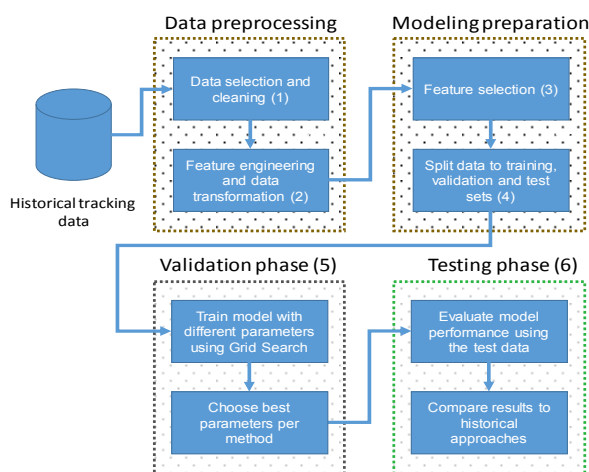 Data preprocessing
Modeling preparation
Data selection and
cleaning (1)
Feature selection (3)
Historical tracking
data
Feature engineering
and data
transformation (2)
Split data to training,
validation and test
sets (4)
Validation phase (5)
Testing phase (6)
Train model with
different parameters
using Grid Search
Evaluate model
performance using
the test data
Choose best
parameters per
method
Compare results to
historical
approaches